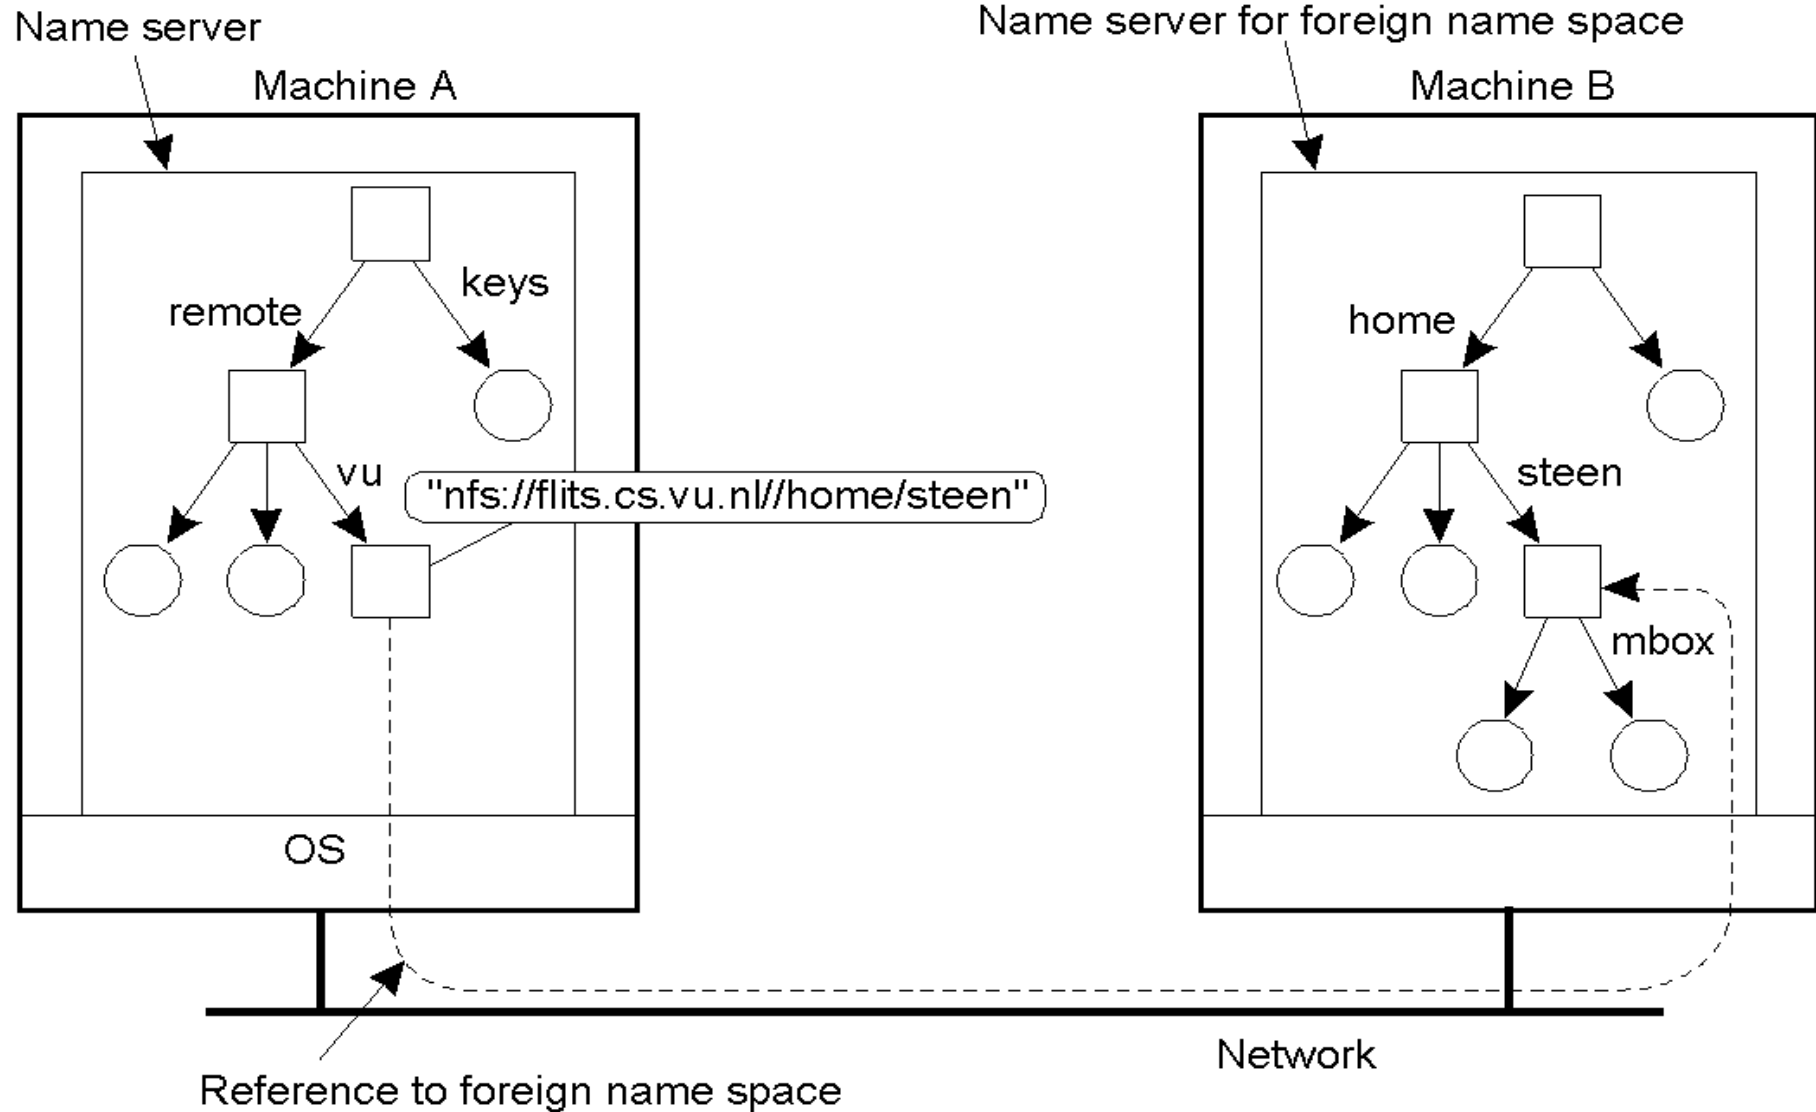 Name server
Name server for foreign name space
Machine A
Machine B
keys
remote
home
vu
steen
"nfs://flits.cs.vu.nl//home/steen"
mbox
OS
Network
Reference to foreign name space